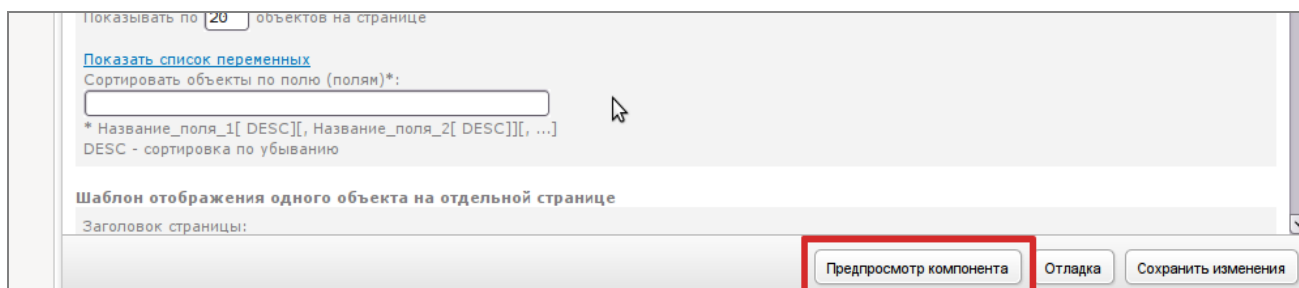 Показывать по 20 объектов на странице
Показать список переменных
Сортировать объекты по полю (полям)*:
* Название_поля_1[ DESC][, Название_поля_2[ DESC]][, ...]
DESC - сортировка по убыванию
Шаблон отображения одного объекта на отдельной странице
Заголовок страницы:
Предпросмотр компонента Отладка Сохранить изменения